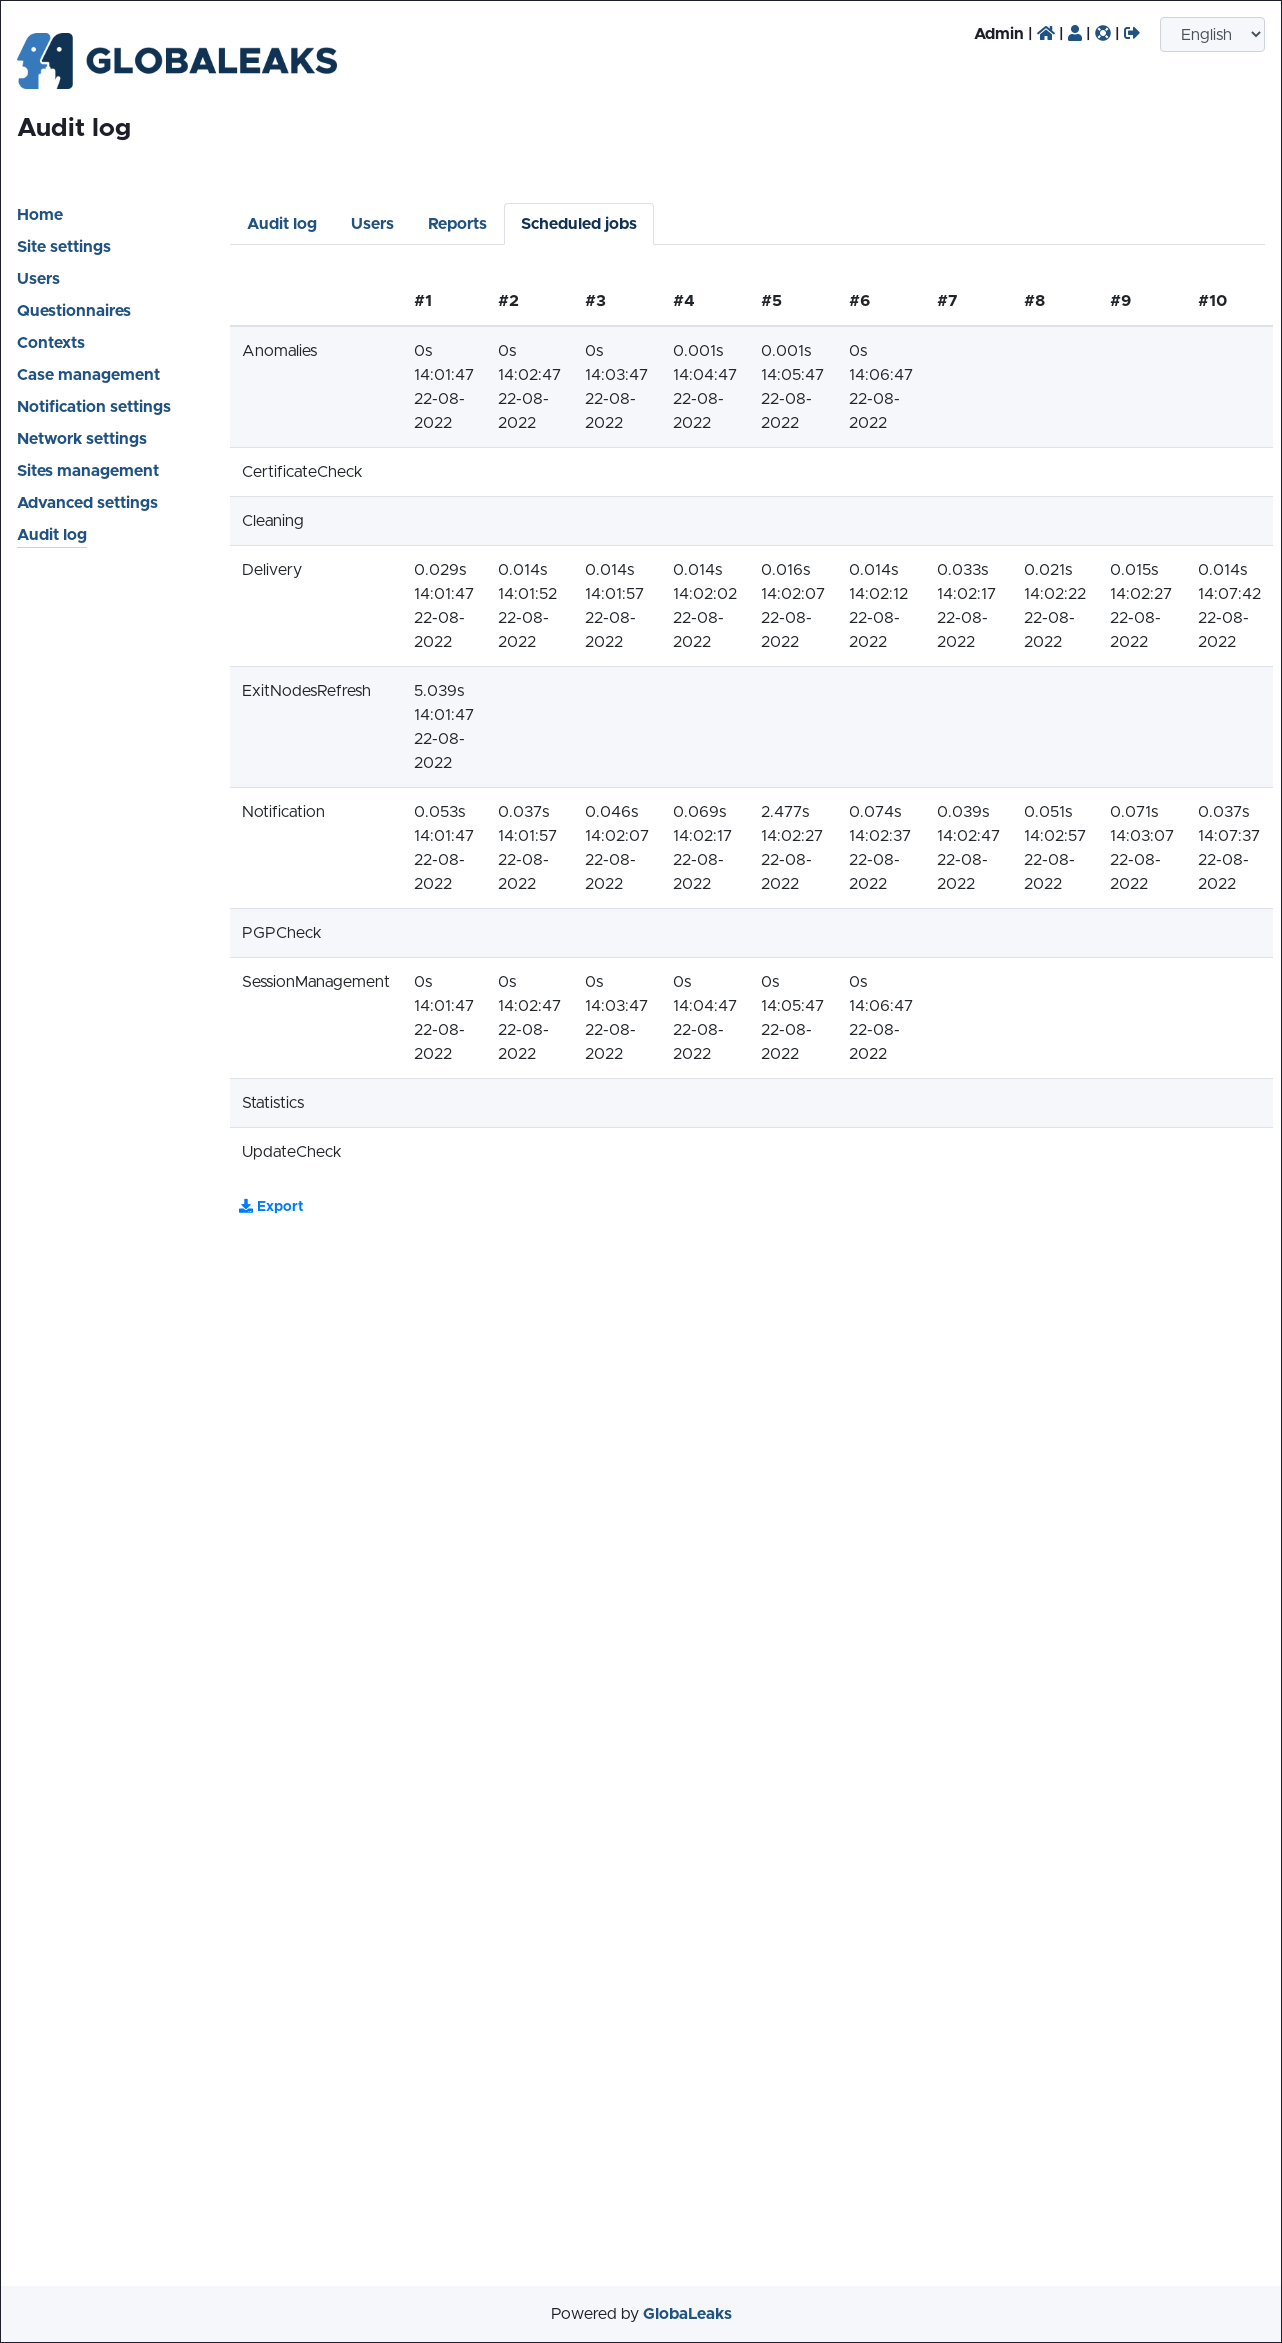 Admin | | | |
English
GLOBALEAKS
Audit log
Home
Site settings
Users
Questionnaires
Contexts
Case management
Notification settings
Network settings
Sites management
Advanced settings
Audit log
Audit log Users Reports Scheduled jobs
#1 #2 #3 #4 #5 #6 #7 #8 #9 #10
Anomalies 0s 0s 0s 0.001s 0.001s 0s
14:01:47 14:02:47 14:03:47 14:04:47 14:05:47 14:06:47
22-08- 22-08- 22-08- 22-08- 22-08- 22-08-
2022 2022 2022 2022 2022 2022
CertificateCheck
Cleaning
Delivery 0.029s 0.014s 0.014s 0.014s 0.016s 0.014s 0.033s 0.021s 0.015s 0.014s
14:01:47 14:01:52 14:01:57 14:02:02 14:02:07 14:02:12 14:02:17 14:02:22 14:02:27 14:07:42
22-08- 22-08- 22-08- 22-08- 22-08- 22-08- 22-08- 22-08- 22-08- 22-08-
2022 2022 2022 2022 2022 2022 2022 2022 2022 2022
ExitNodesRefresh 5.039s
14:01:47
22-08-
2022
Notification 0.053s 0.037s 0.046s 0.069s 2.477s 0.074s 0.039s 0.051s 0.071s 0.037s
14:01:47 14:01:57 14:02:07 14:02:17 14:02:27 14:02:37 14:02:47 14:02:57 14:03:07 14:07:37
22-08- 22-08- 22-08- 22-08- 22-08- 22-08- 22-08- 22-08- 22-08- 22-08-
2022 2022 2022 2022 2022 2022 2022 2022 2022 2022
PGPCheck
SessionManagement 0s 0s 0s 0s 0s 0s
14:01:47 14:02:47 14:03:47 14:04:47 14:05:47 14:06:47
22-08- 22-08- 22-08- 22-08- 22-08- 22-08-
2022 2022 2022 2022 2022 2022
Statistics
UpdateCheck
Export
Powered by GlobaLeaks